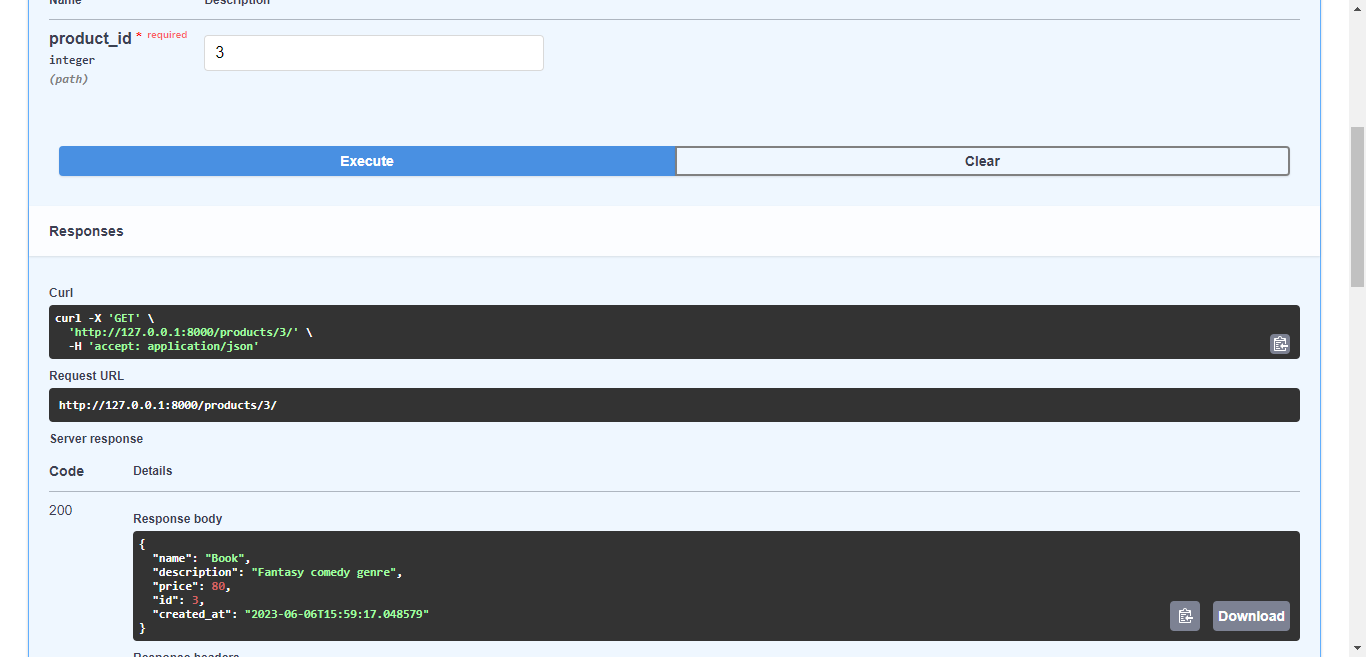 Name Description
product_id * required
integer
(path)
3
Execute Clear
Responses
Curl
curl -X 'GET' \
  'http://127.0.0.1:8000/products/3/' \
  -H 'accept: application/json'
Request URL
http://127.0.0.1:8000/products/3/
Server response
Code Details
200
Response body
{
  "name": "Book",
  "description": "Fantasy comedy genre",
  "price": 80,
  "id": 3,
  "created_at": "2023-06-06T15:59:17.048579"
}
Download
Response headers